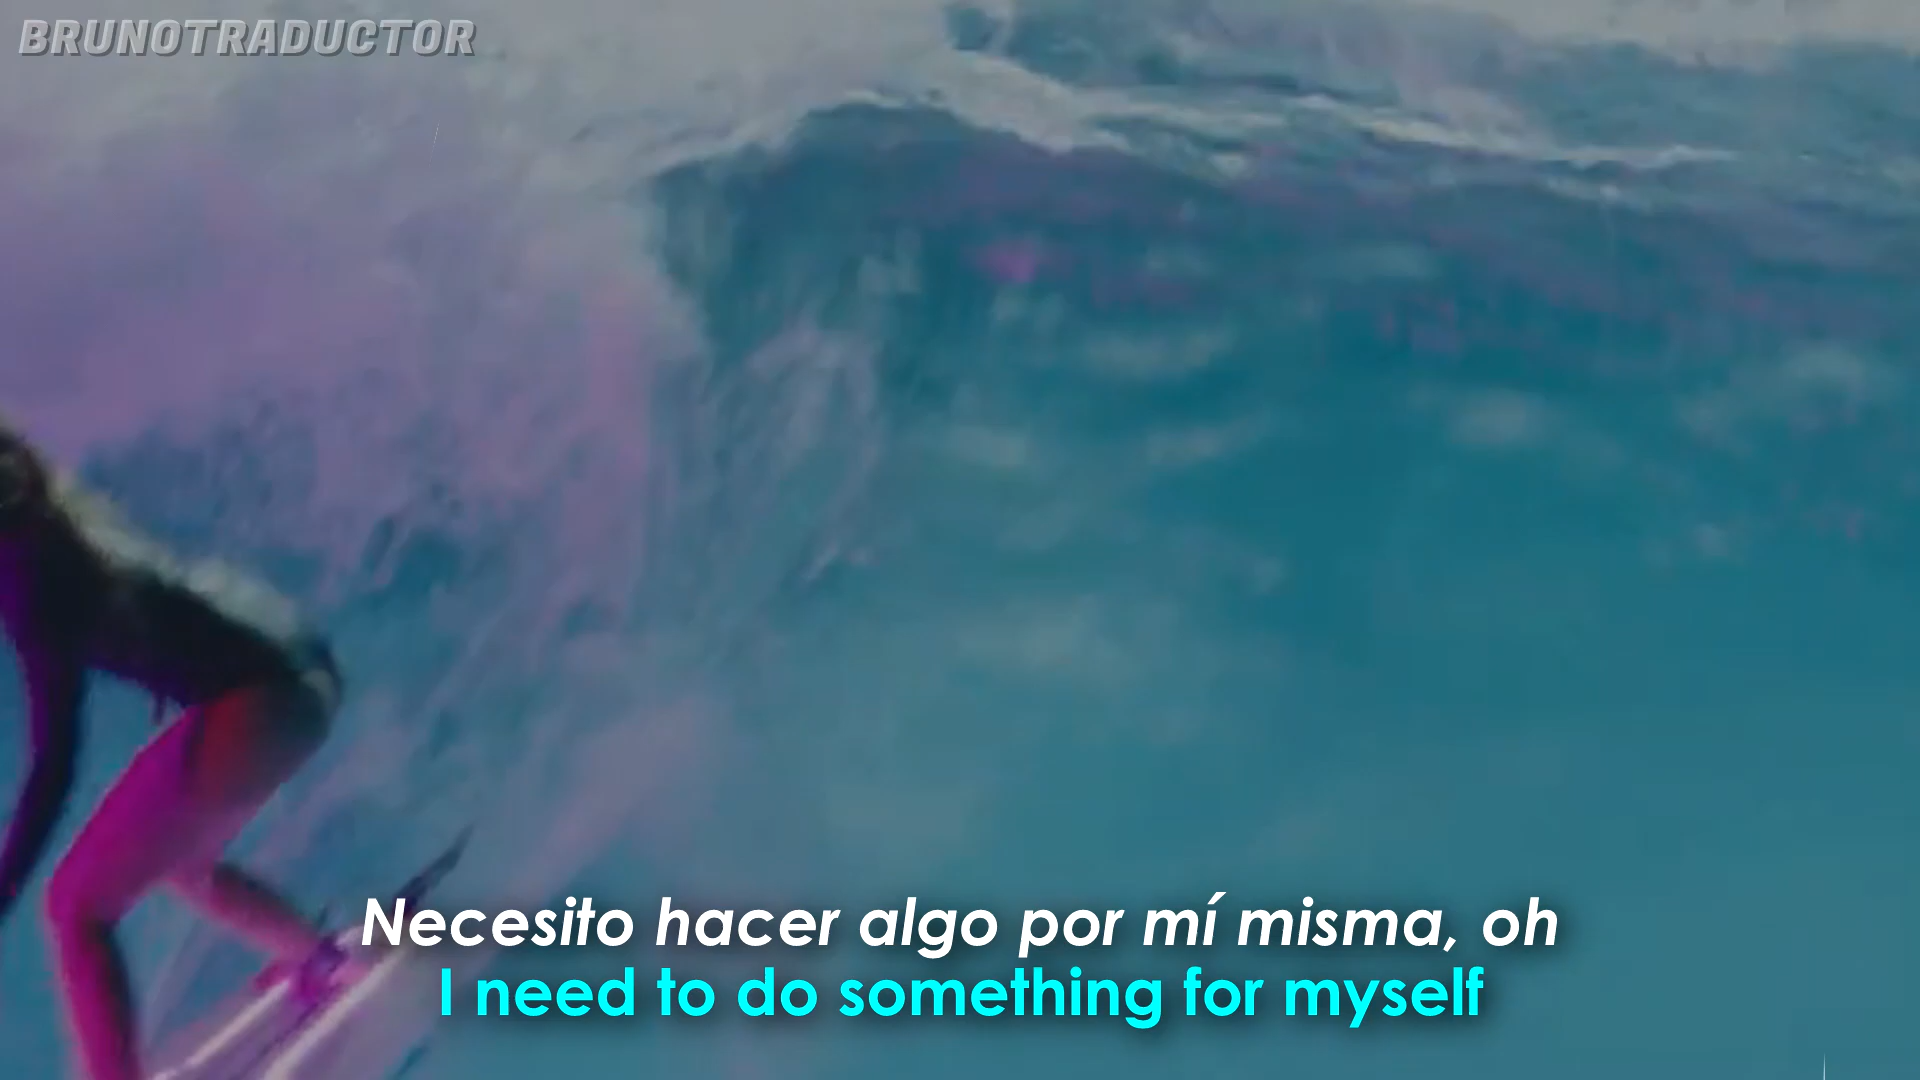 BRUNOTRADUCTOR
Necesito hacer algo por mí misma, oh
I need to do something for myself